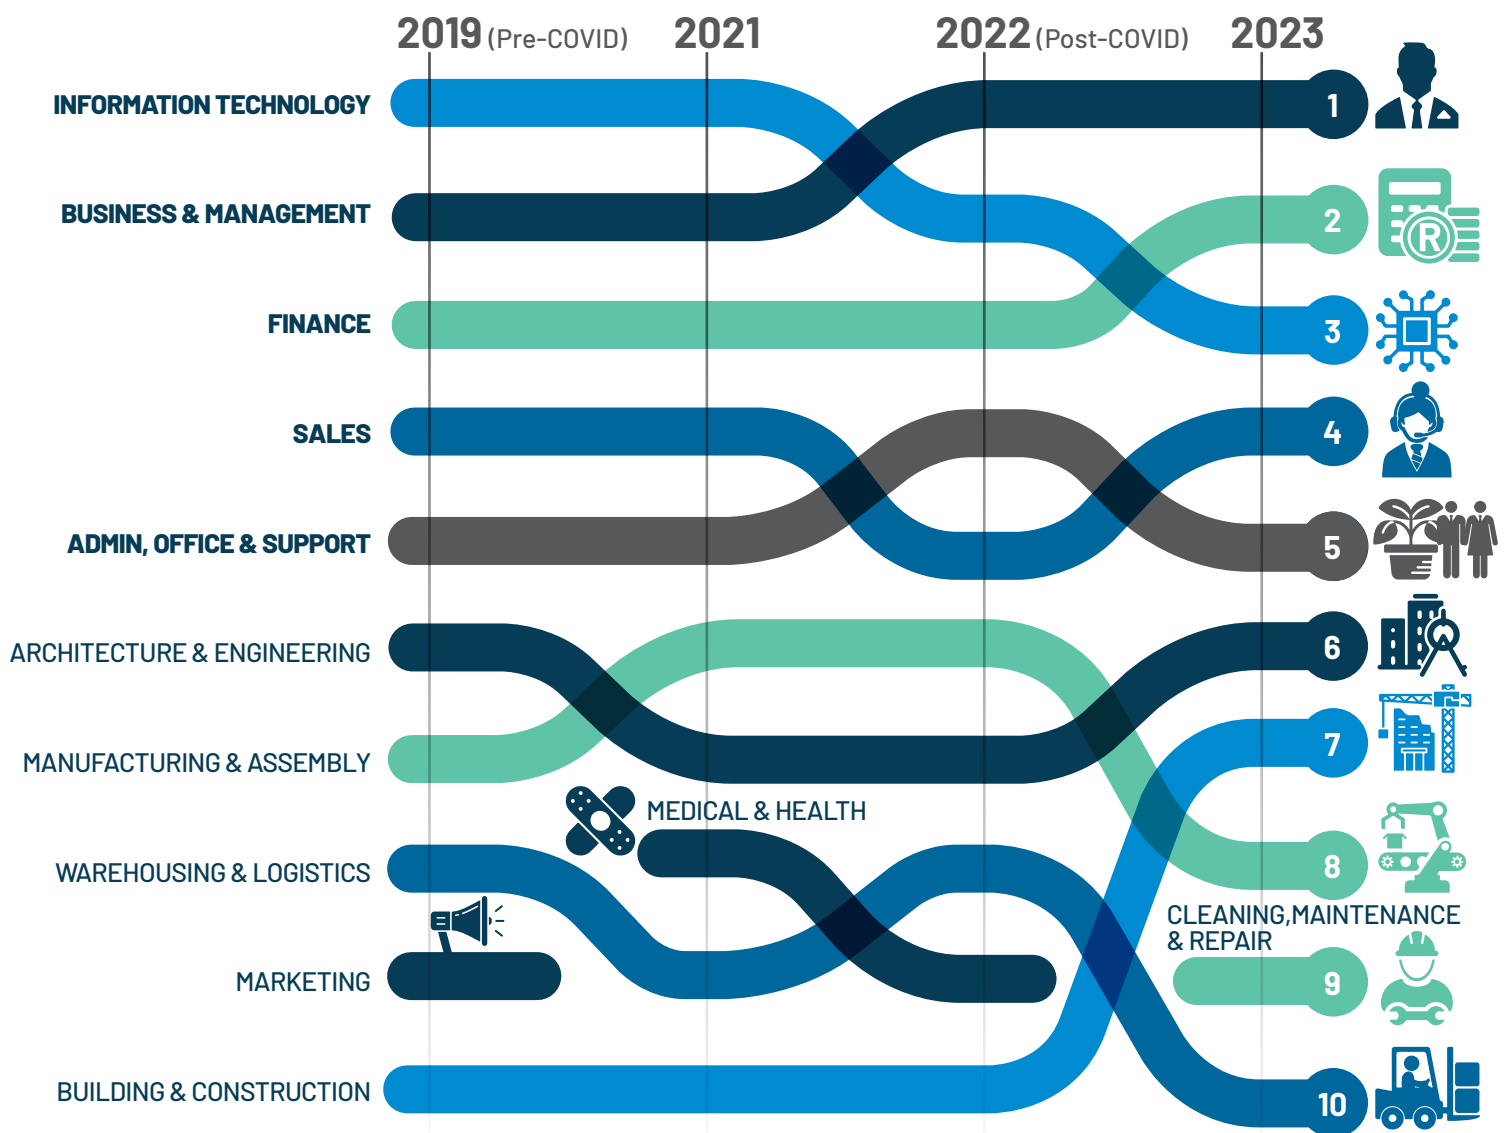 2019 (Pre-COVID) 2021 2022 (Post-COVID) 2023
INFORMATION TECHNOLOGY 1
BUSINESS & MANAGEMENT 2
R
FINANCE 3
SALES 4
ADMIN, OFFICE & SUPPORT 5
ARCHITECTURE & ENGINEERING 6
MANUFACTURING & ASSEMBLY 7
MEDICAL & HEALTH
WAREHOUSING & LOGISTICS 8
CLEANING,MAINTENANCE
& REPAIR
MARKETING 9
BUILDING & CONSTRUCTION 10